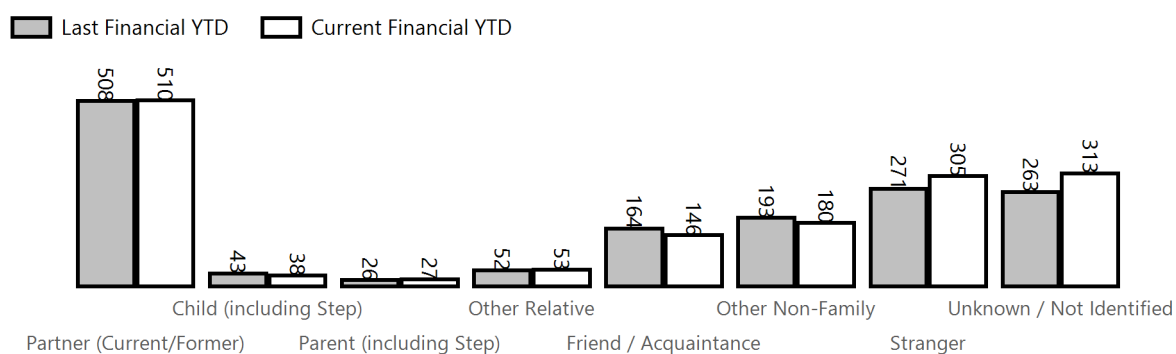 Last Financial YTD Current Financial YTD
508 510 43 38 26 27 52 53 164 146 193 180 271 305 263 313
Child (including Step) Other Relative Other Non-Family Unknown / Not Identified
Partner (Current/Former) Parent (including Step) Friend / Acquaintance Stranger